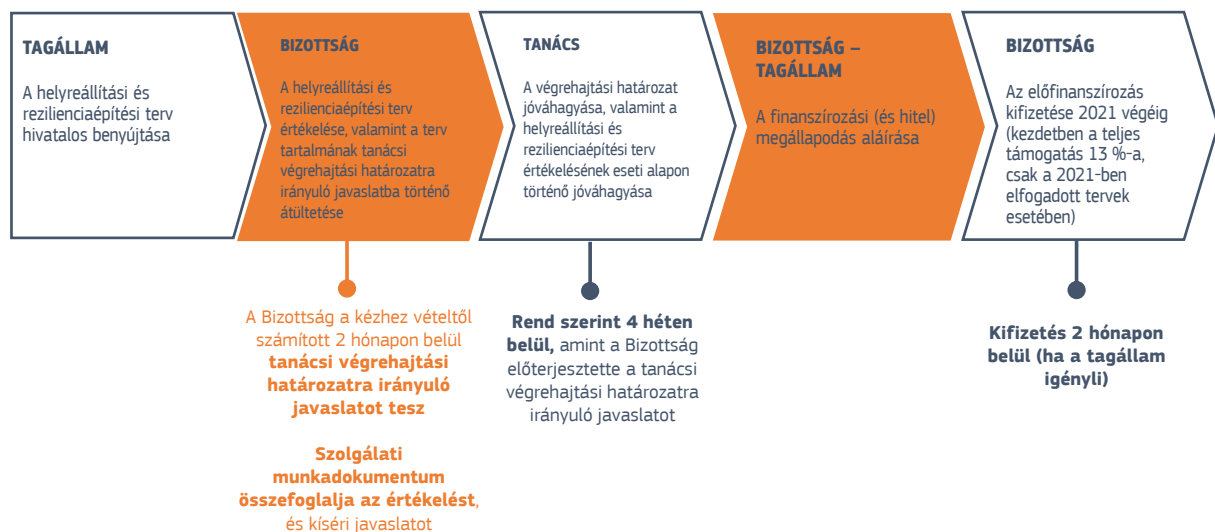 TAGÁLLAM
A helyreállítási és
rezilienciaépítési terv
hivatalos benyújtása
BIZOTTSÁG
A helyreállítási és
rezilienciaépítési terv
értékelése, valamint a terv
tartalmának tanácsi
végrehajtási határozatra
irányuló javaslatba történő
átültetése
TANÁCS
A végrehajtási határozat
jóváhagyása, valamint a
helyreállítási és
rezilienciaépítési terv
értékelésének eseti alapon
történő jóváhagyása
BIZOTTSÁG –
TAGÁLLAM
A finanszírozási (és hitel)
megállapodás aláírása
BIZOTTSÁG
Az előfinanszírozás
kifizetése 2021 végéig
(kezdetben a teljes
támogatás 13 %-a,
csak a 2021-ben
elfogadott tervek
esetében)
A Bizottság a kézhez vételtől
számított 2 hónapon belül
tanácsi végrehajtási
határozatra irányuló
javaslatot tesz
Szolgálati
munkadokumentum
összefoglalja az értékelést,
és kíséri javaslatot
Rend szerint 4 héten
belül, amint a Bizottság
előterjesztette a tanácsi
végrehajtási határozatra
irányuló javaslatot
Kifizetés 2 hónapon
belül (ha a tagállam
igényli)